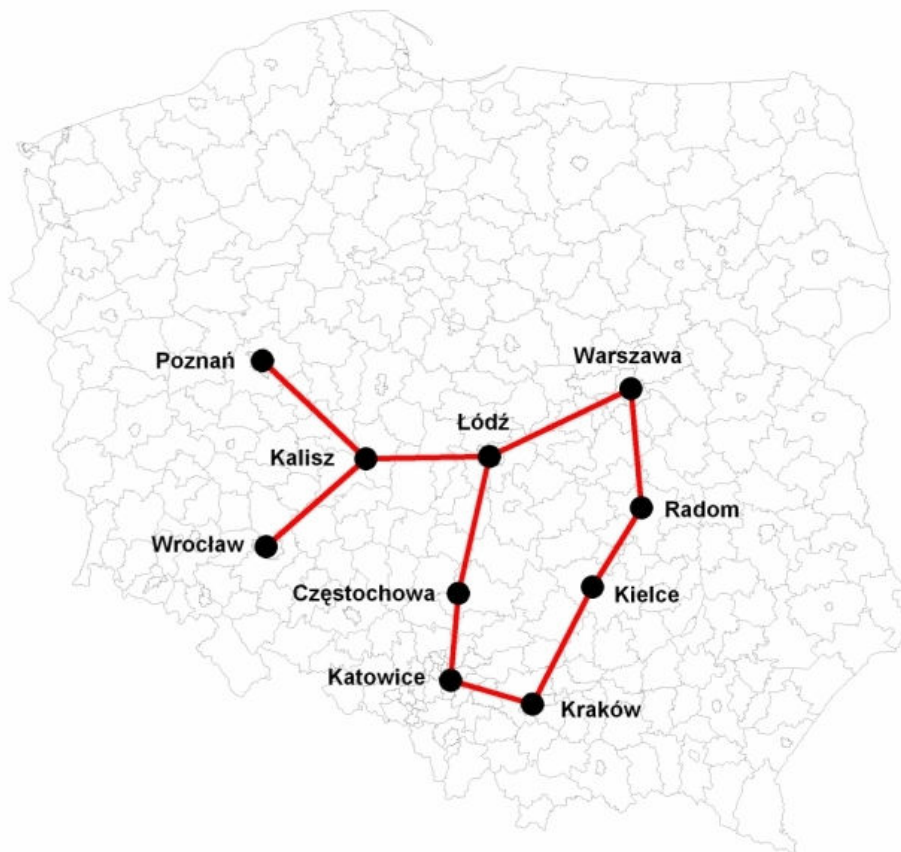 Poznań
Warszawa
Łódź
Kalisz
Radom
Wrocław
Częstochowa
Kielce
Katowice
Kraków